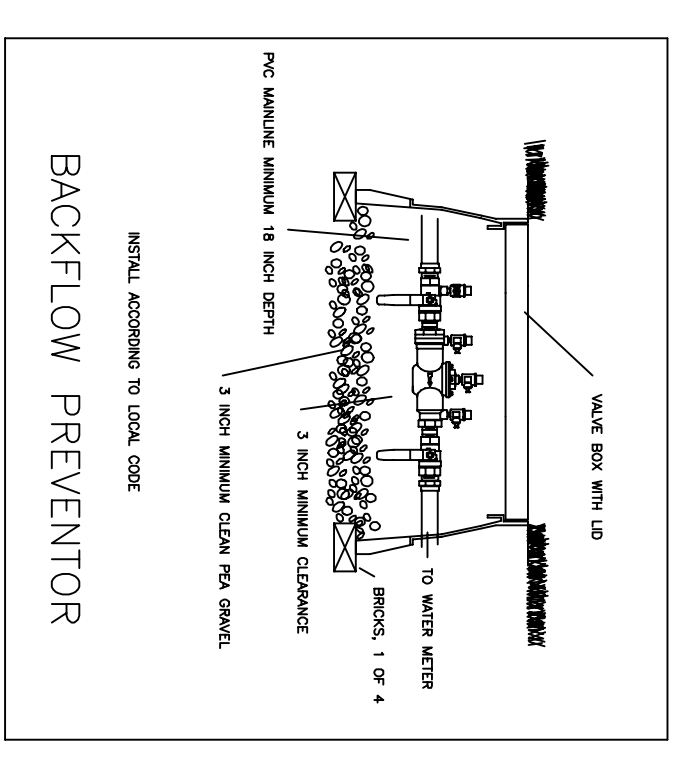 VALVE BOX WITH LID
TO WATER METER
BRICKS, 1 OF 4
3 INCH MINIMUM CLEARANCE
PVC MAINLINE MINIMUM 18 INCH DEPTH
3 INCH MINIMUM CLEAN PEA GRAVEL
INSTALL ACCORDING TO LOCAL CODE
BACKFLOW PREVENTOR